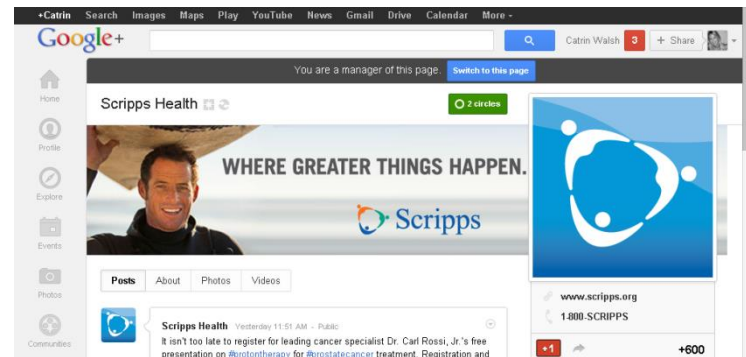 +Catrin Search Images Maps Play YouTube News Gmail Drive Calendar More
Google+
Catrin Walsh 3 + Share
You are a manager of this page. Switch to this page
Home
Profile
Explore
Events
Photos
Communities
Scripps Health
2 circles
WHERE GREATER THINGS HAPPEN.
Scripps
Posts About Photos Videos
Scripps Health Yesterday 11:51 AM - Public
It isn't too late to register for leading cancer specialist Dr. Carl Rossi, Jr.'s free
presentation on #protontherapy for #prostatecancer treatment. Registration and
www.scripps.org
1-800-SCRIPPS
+1
+600